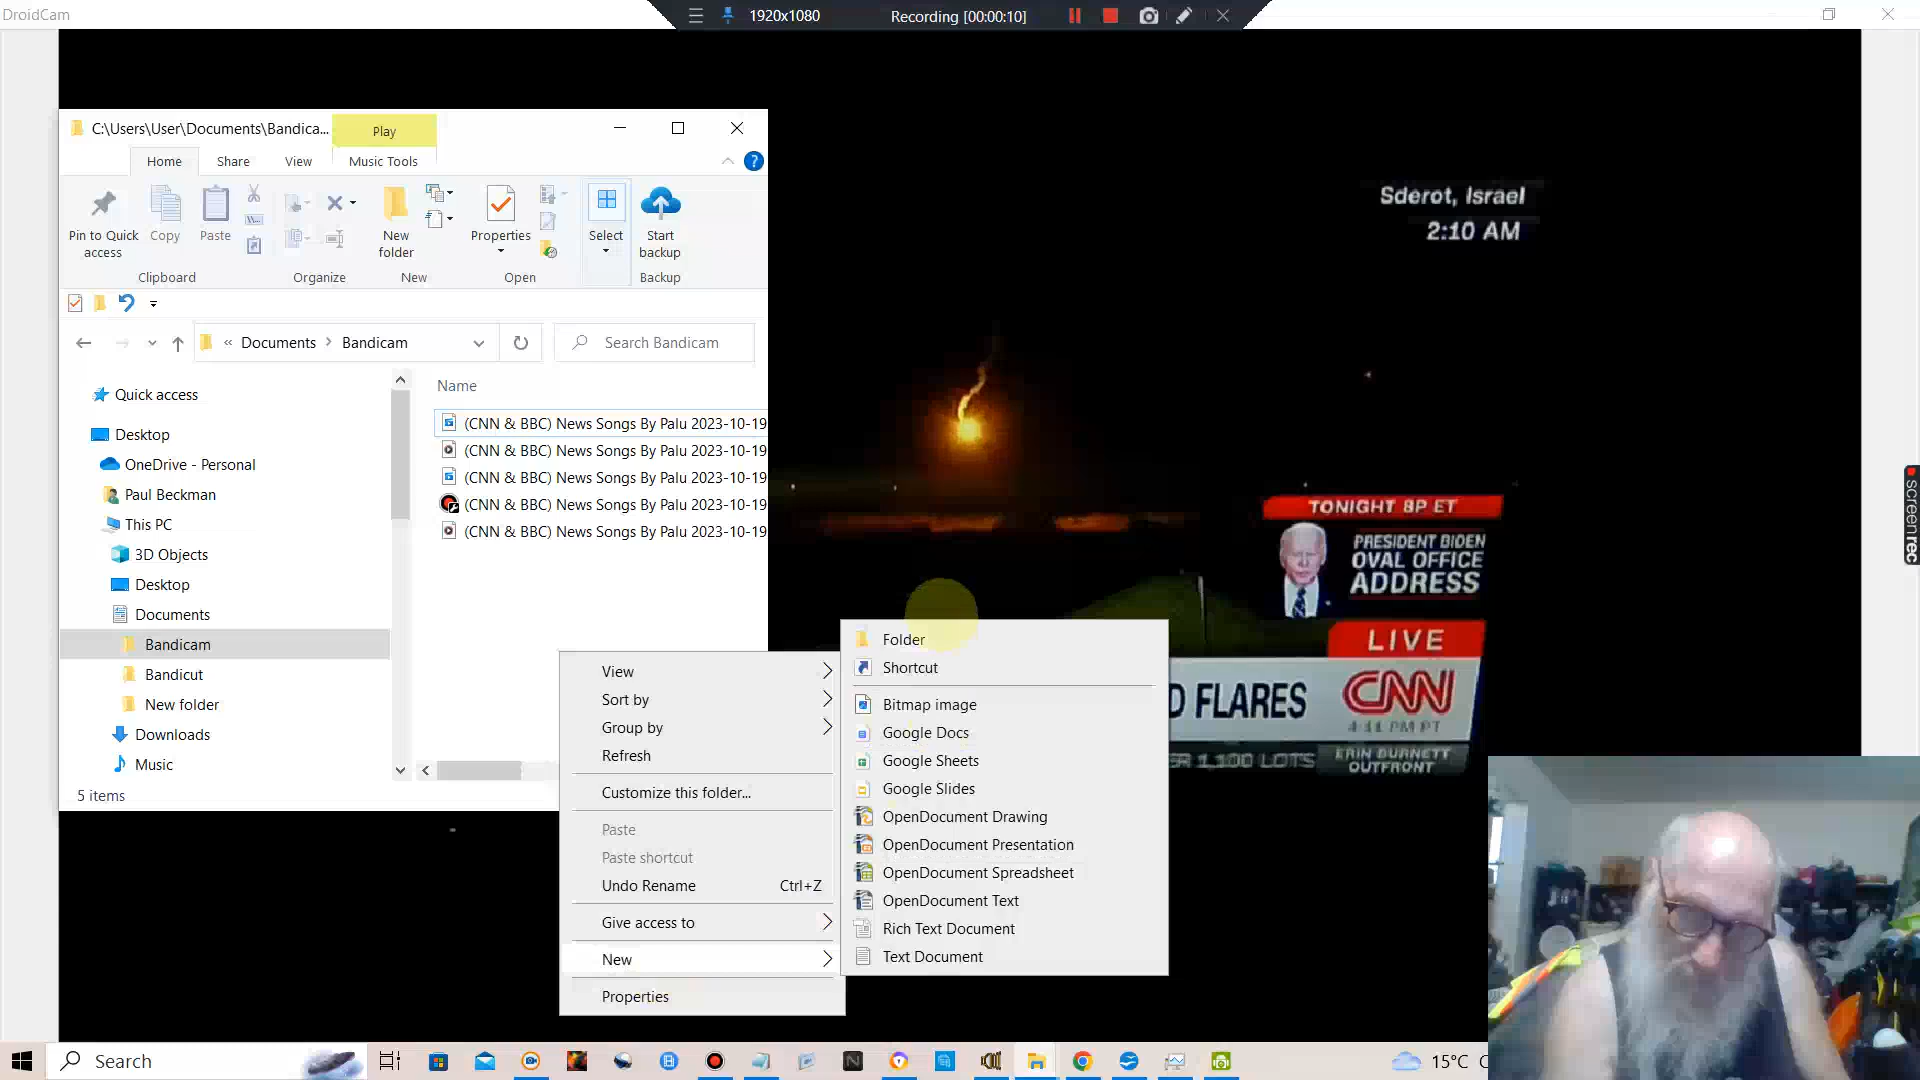 DroidCam
1920x1080
Recording [00:00:10]
C:\Users\User\Documents\Bandica...
Play
Home
Share
View
Music Tools
Pin to Quick access
Copy
Paste
New folder
Properties
Select
Start backup
Clipboard
Organize
New
Open
Backup
« Documents > Bandicam
Search Bandicam
Name
Quick access
Desktop
OneDrive - Personal
Paul Beckman
This PC
3D Objects
Desktop
Documents
Bandicam
Bandicut
New folder
Downloads
Music
(CNN & BBC) News Songs By Palu 2023-10-19
(CNN & BBC) News Songs By Palu 2023-10-19
(CNN & BBC) News Songs By Palu 2023-10-19
(CNN & BBC) News Songs By Palu 2023-10-19
(CNN & BBC) News Songs By Palu 2023-10-19
5 items
View
Sort by
Group by
Refresh
Customize this folder...
Paste
Paste shortcut
Undo Rename Ctrl+Z
Give access to
New
Properties
Folder
Shortcut
Bitmap image
Google Docs
Google Sheets
Google Slides
OpenDocument Drawing
OpenDocument Presentation
OpenDocument Spreadsheet
OpenDocument Text
Rich Text Document
Text Document
Sderot, Israel
2:10 AM
TONIGHT 8P ET
PRESIDENT BIDEN
OVAL OFFICE
ADDRESS
LIVE
D FLARES
CNN
1,100 LOTS
ERIN BURNETT
OUTFRONT
screenrec
Search
15°C